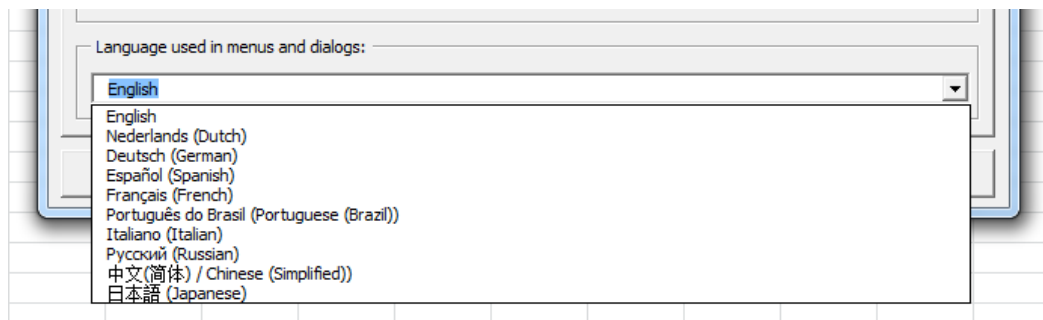 Language used in menus and dialogs:
English
English
Nederlands (Dutch)
Deutsch (German)
Español (Spanish)
Français (French)
Português do Brasil (Portuguese (Brazil))
Italiano (Italian)
Русский (Russian)
中文(简体) / Chinese (Simplified))
日本語 (Japanese)